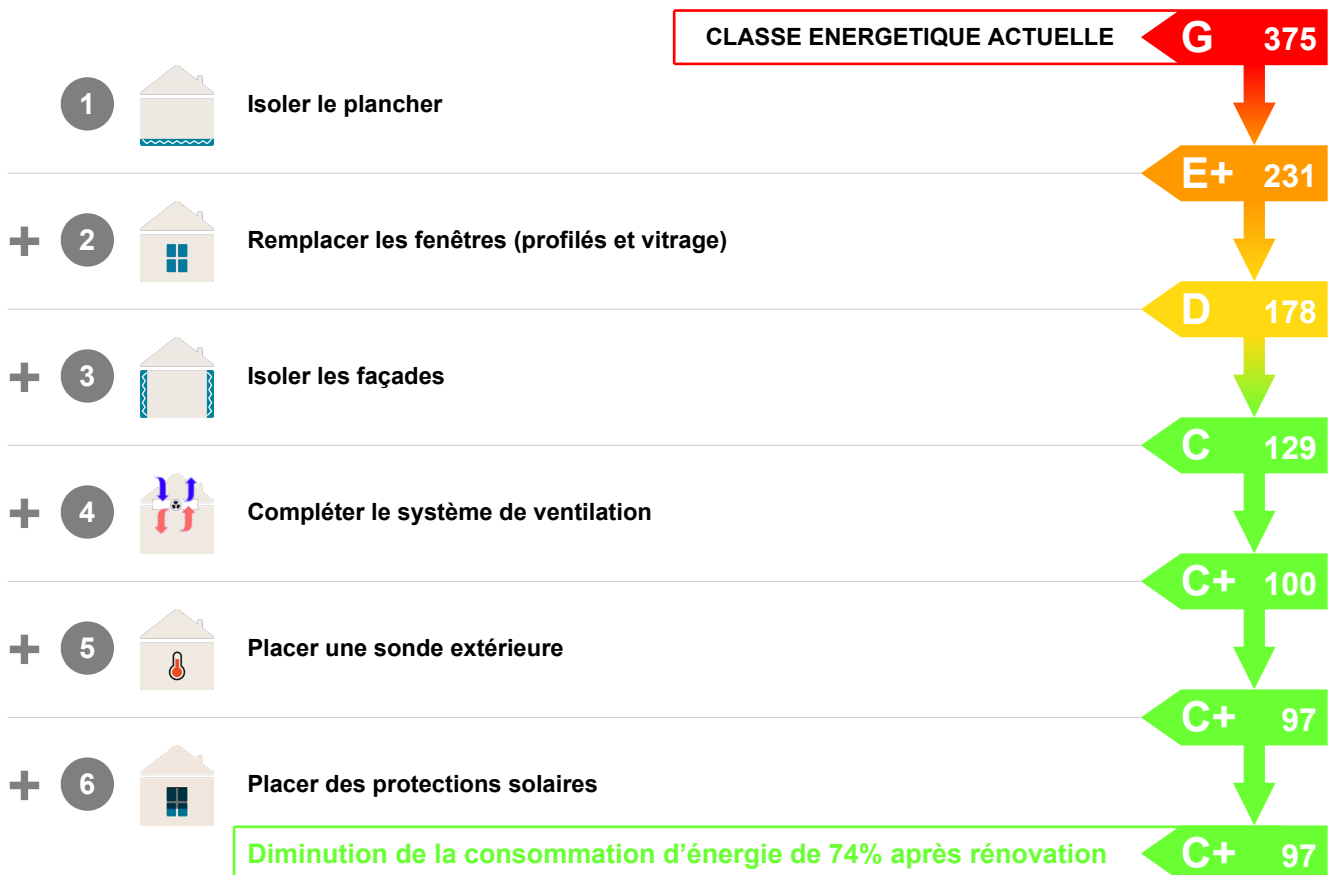 CLASSE ENERGETIQUE ACTUELLE G 375
1 Isoler le plancher
E+ 231
+ 2 Remplacer les fenêtres (profilés et vitrage)
D 178
+ 3 Isoler les façades
C 129
+ 4 Compléter le système de ventilation
C+ 100
+ 5 Placer une sonde extérieure
C+ 97
+ 6 Placer des protections solaires
Diminution de la consommation d’énergie de 74% après rénovation C+ 97